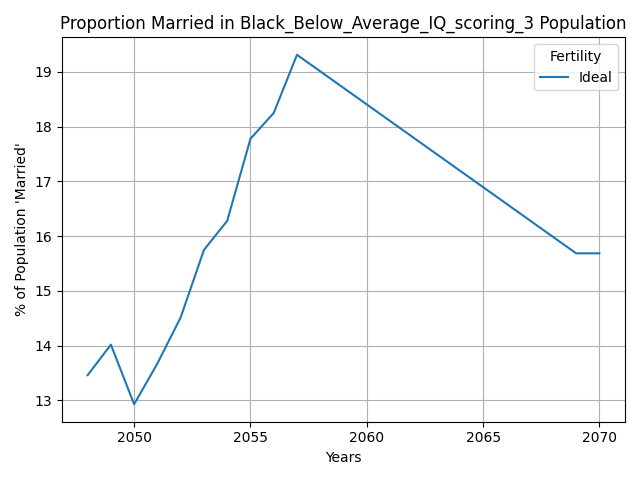 Proportion Married in Black_Below_Average_IQ_scoring_3 Population
Fertility
Ideal
% of Population 'Married'
19
18
17
16
15
14
13
2050 2055 2060 2065 2070
Years